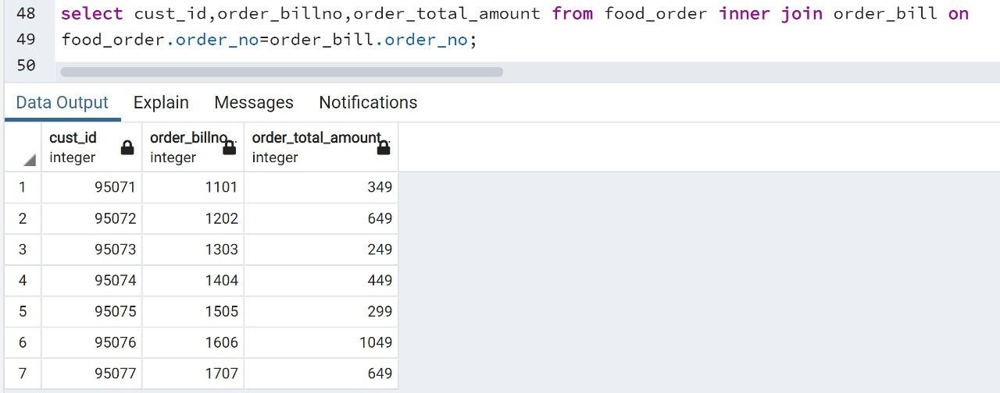 48 select cust_id,order_billno,order_total_amount from food_order inner join order_bill on
49 food_order.order_no=order_bill.order_no;
50
Data Output Explain Messages Notifications
cust_id order_billno... order_total_amount...
integer integer integer
1 95071 1101 349
2 95072 1202 649
3 95073 1303 249
4 95074 1404 449
5 95075 1505 299
6 95076 1606 1049
7 95077 1707 649